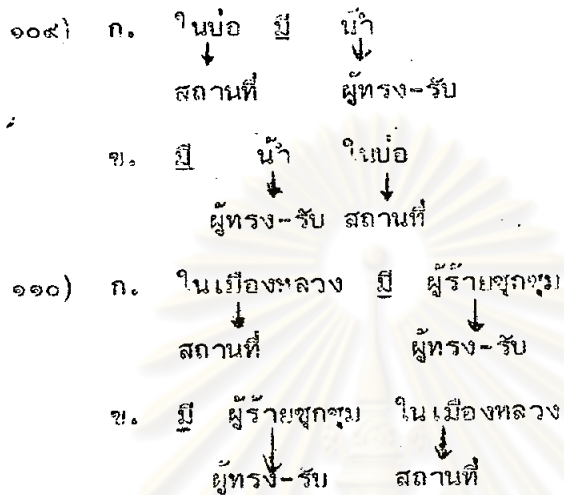 ๑๐๙) ก. ในบ่อ มี น้ำ
สถานที่ ผู้ทรง-รับ
ข. มี น้ำ ในบ่อ
ผู้ทรง-รับ สถานที่
๑๑๐) ก. ในเมืองหลวง มี ผู้ร้ายชุกชุม
สถานที่ ผู้ทรง-รับ
ข. มี ผู้ร้ายชุกชุม ในเมืองหลวง
ผู้ทรง-รับ สถานที่